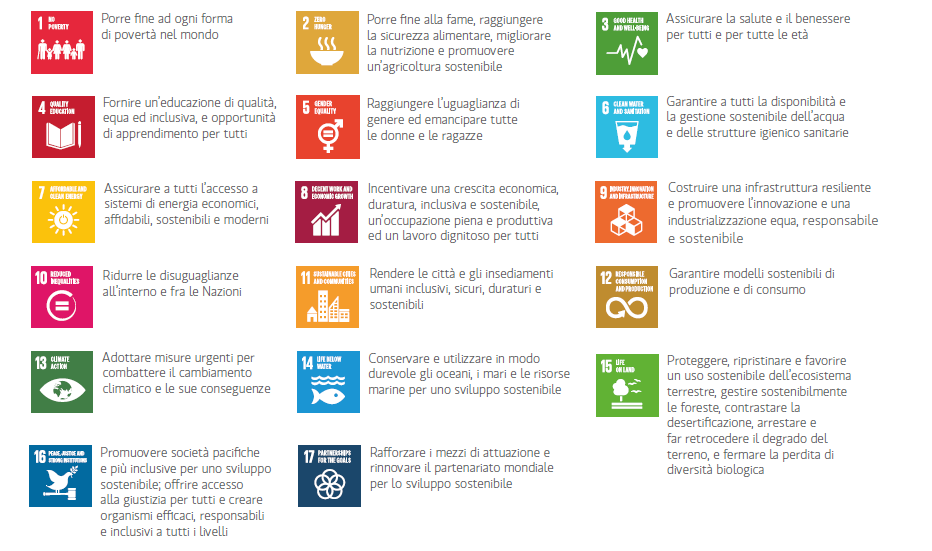 1 NO
POVERTY
Porre fine ad ogni forma
di povertà nel mondo
2 ZERO
HUNGER
Porre fine alla fame, raggiungere
la sicurezza alimentare, migliorare
la nutrizione e promuovere
un'agricoltura sostenibile
3 GOOD HEALTH
AND WELL-BEING
Assicurare la salute e il benessere
per tutti e per tutte le età
4 QUALITY
EDUCATION
Fornire un'educazione di qualità,
equa ed inclusiva, e opportunità
di apprendimento per tutti
5 GENDER
EQUALITY
Raggiungere l'uguaglianza di
genere ed emancipare tutte
le donne e le ragazze
6 CLEAN WATER
AND SANITATION
Garantire a tutti la disponibilità e
la gestione sostenibile dell'acqua
e delle strutture igienico sanitarie
7 AFFORDABLE AND
CLEAN ENERGY
Assicurare a tutti l'accesso a
sistemi di energia economici,
affidabili, sostenibili e moderni
8 DECENT WORK AND
ECONOMIC GROWTH
Incentivare una crescita economica,
duratura, inclusiva e sostenibile,
un'occupazione piena e produttiva
ed un lavoro dignitoso per tutti
9 INDUSTRY, INNOVATION
AND INFRASTRUCTURE
Costruire una infrastruttura resiliente
e promuovere l'innovazione e una
industrializzazione equa, responsabile
e sostenibile
10 REDUCED
INEQUALITIES
Ridurre le disuguaglianze
all'interno e fra le Nazioni
11 SUSTAINABLE CITIES
AND COMMUNITIES
Rendere le città e gli insediamenti
umani inclusivi, sicuri, duraturi e
sostenibili
12 RESPONSIBLE
CONSUMPTION
AND PRODUCTION
Garantire modelli sostenibili di
produzione e di consumo
13 CLIMATE
ACTION
Adottare misure urgenti per
combattere il cambiamento
climatico e le sue conseguenze
14 LIFE BELOW
WATER
Conservare e utilizzare in modo
durevole gli oceani, i mari e le risorse
marine per uno sviluppo sostenibile
15 LIFE
ON LAND
Proteggere, ripristinare e favorire
un uso sostenibile dell'ecosistema
terrestre, gestire sostenibilmente
le foreste, contrastare la
desertificazione, arrestare e
far retrocedere il degrado del
terreno, e fermare la perdita di
diversità biologica
16 PEACE, JUSTICE AND
STRONG INSTITUTIONS
Promuovere società pacifiche
e più inclusive per uno sviluppo
sostenibile; offrire accesso
alla giustizia per tutti e creare
organismi efficaci, responsabili
e inclusivi a tutti i livelli
17 PARTNERSHIPS
FOR THE GOALS
Rafforzare i mezzi di attuazione e
rinnovare il partenariato mondiale
per lo sviluppo sostenibile